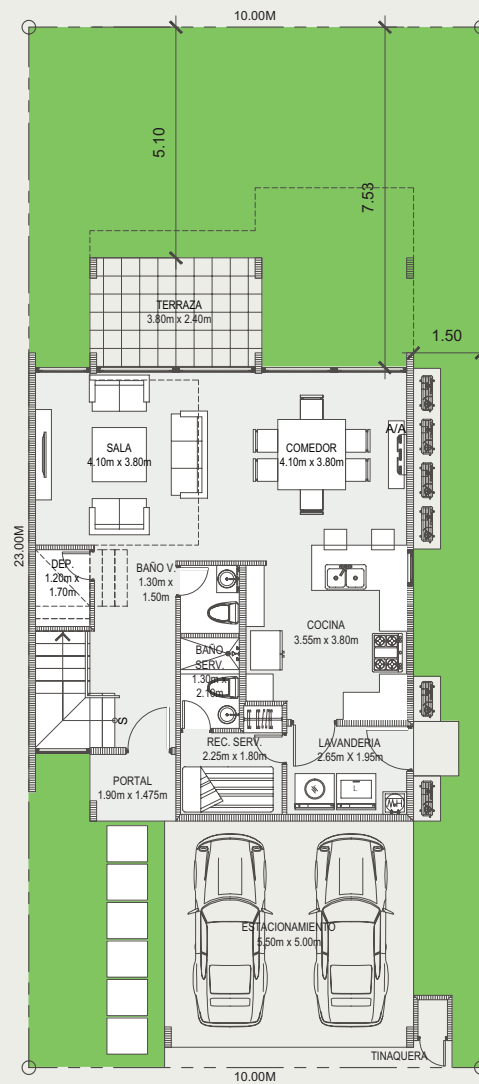 10.00M
5.10
7.53
TERRAZA
3.80m x 2.40m
1.50
A/A
SALA
4.10m x 3.80m
COMEDOR
4.10m x 3.80m
23.00M
DEP.
1.20m x
1.70m
BAÑO V.
1.30m x
1.50m
COCINA
3.55m x 3.80m
BAÑO
SERV.
1.30m x
2.10m
S
REC. SERV.
2.25m x 1.80m
LAVANDERIA
2.65m X 1.95m
L
WH
PORTAL
1.90m x 1.475m
ESTACIONAMIENTO
5.50m x 5.00m
TINAQUERA
10.00M